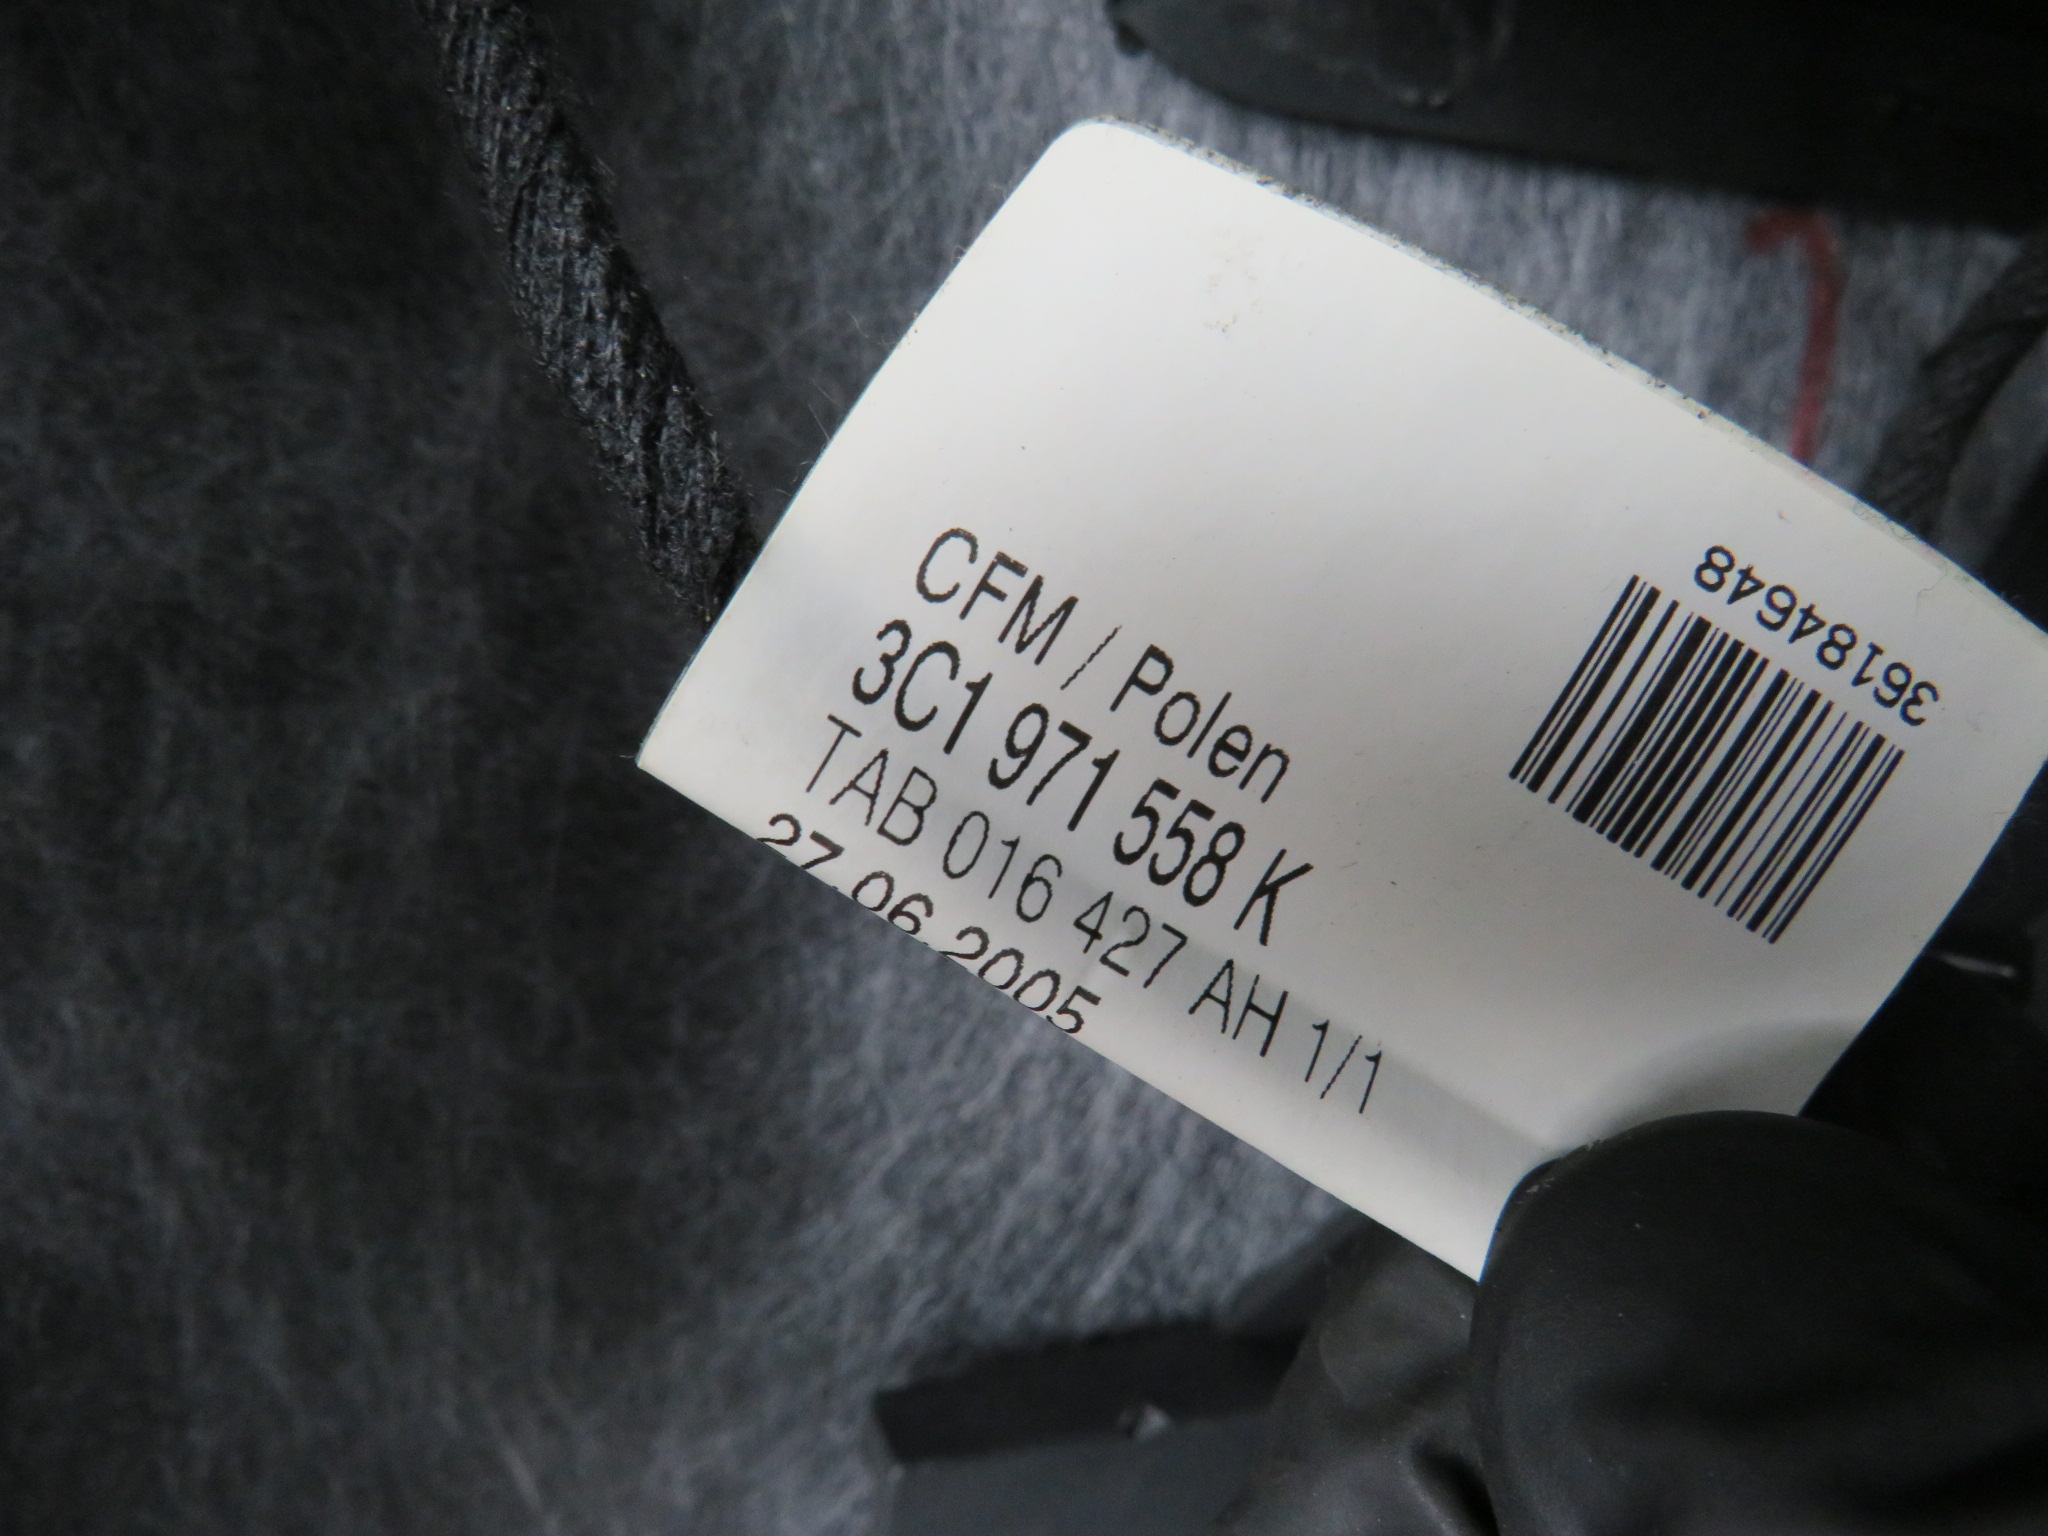 CFM / Polen
3C1 971 558 K
TAB 016 427 AH 1/1
27.06.2005
36184648